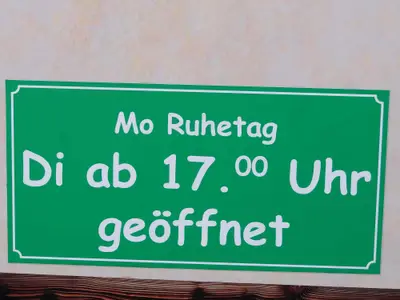 Mo Ruhetag
Di ab 17.⁰⁰ Uhr
geöffnet